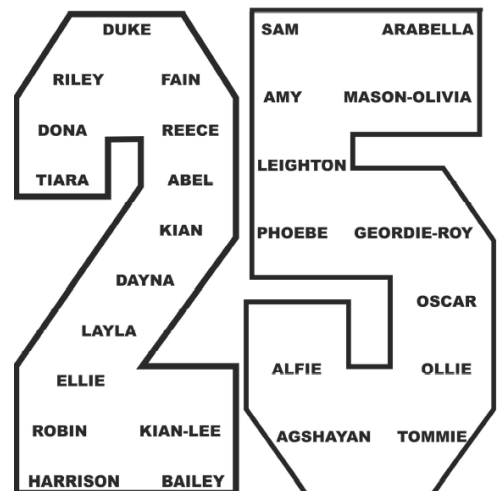 DUKE
RILEY FAIN
DONA REECE
TIARA ABEL
KIAN
DAYNA
LAYLA
ELLIE
ROBIN KIAN-LEE
HARRISON BAILEY
SAM ARABELLA
AMY MASON-OLIVIA
LEIGHTON
PHOEBE GEORDIE-ROY
OSCAR
ALFIE OLLIE
AGSHAYAN TOMMIE